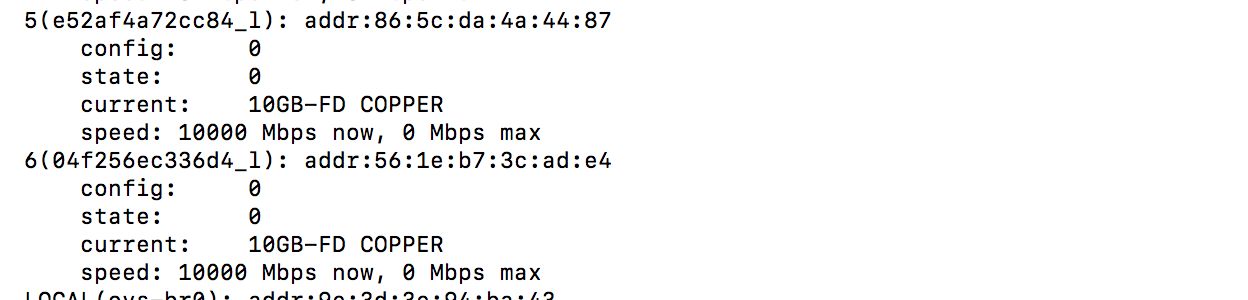 5(e52af4a72cc84_l): addr:86:5c:da:4a:44:87
config: 0
state: 0
current: 10GB-FD COPPER
speed: 10000 Mbps now, 0 Mbps max
6(04f256ec336d4_l): addr:56:1e:b7:3c:ad:e4
config: 0
state: 0
current: 10GB-FD COPPER
speed: 10000 Mbps now, 0 Mbps max